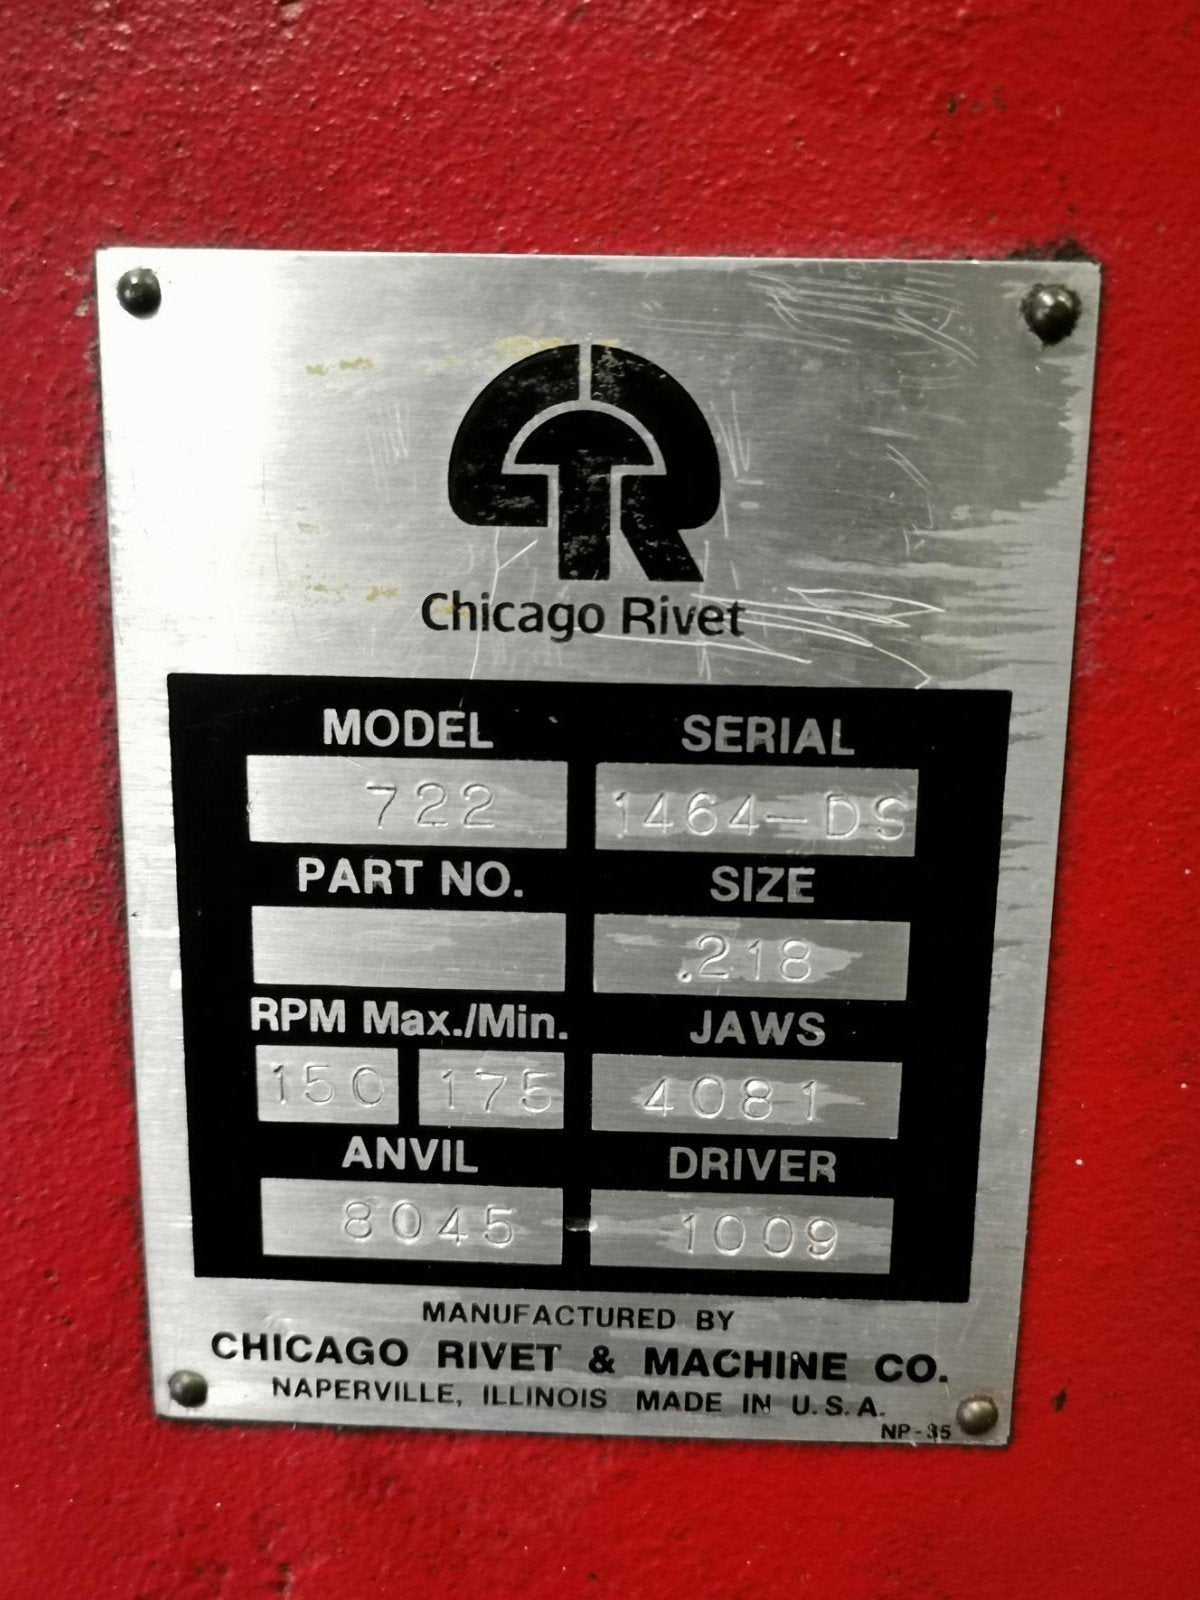 Chicago Rivet
MODEL SERIAL
722 1464-DS
PART NO. SIZE
.218
RPM Max./Min. JAWS
150 175 4081
ANVIL DRIVER
8045 1009
MANUFACTURED BY
CHICAGO RIVET & MACHINE CO.
NAPERVILLE, ILLINOIS MADE IN U.S.A.
NP-35